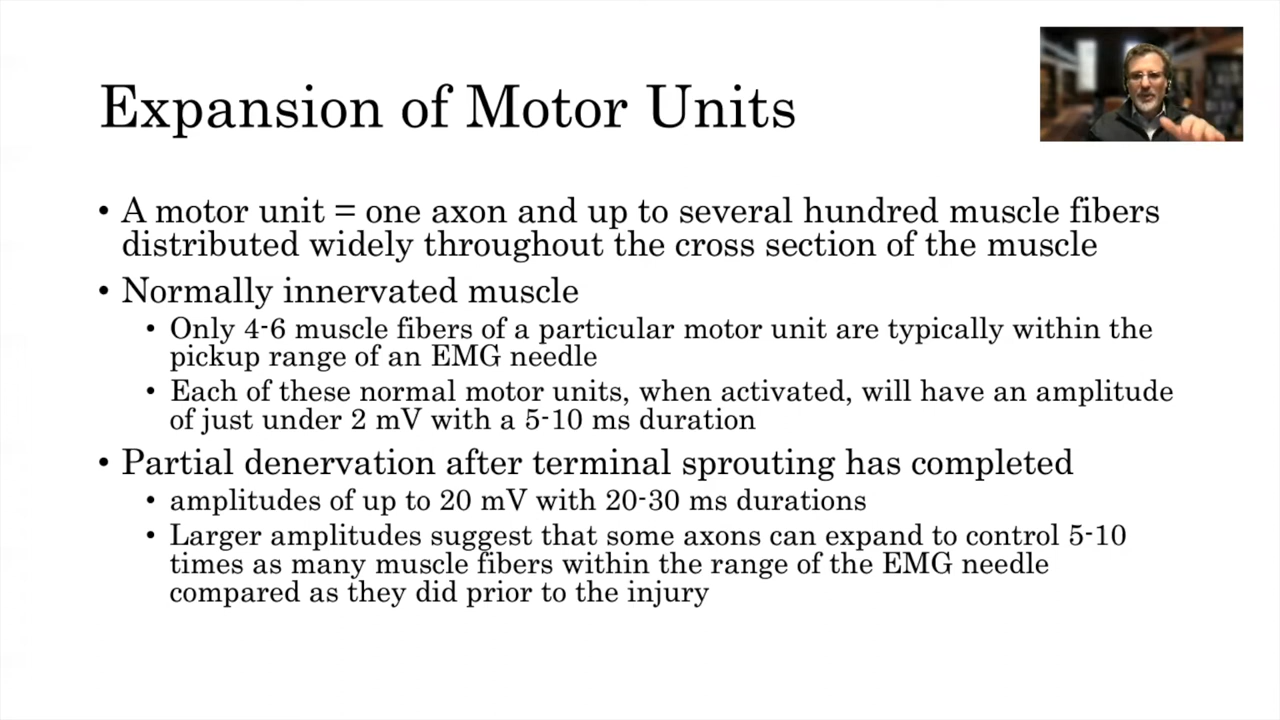 Expansion of Motor Units
• A motor unit = one axon and up to several hundred muscle fibers
distributed widely throughout the cross section of the muscle
• Normally innervated muscle
• Only 4-6 muscle fibers of a particular motor unit are typically within the
pickup range of an EMG needle
• Each of these normal motor units, when activated, will have an amplitude
of just under 2 mV with a 5-10 ms duration
• Partial denervation after terminal sprouting has completed
• amplitudes of up to 20 mV with 20-30 ms durations
• Larger amplitudes suggest that some axons can expand to control 5-10
times as many muscle fibers within the range of the EMG needle
compared as they did prior to the injury